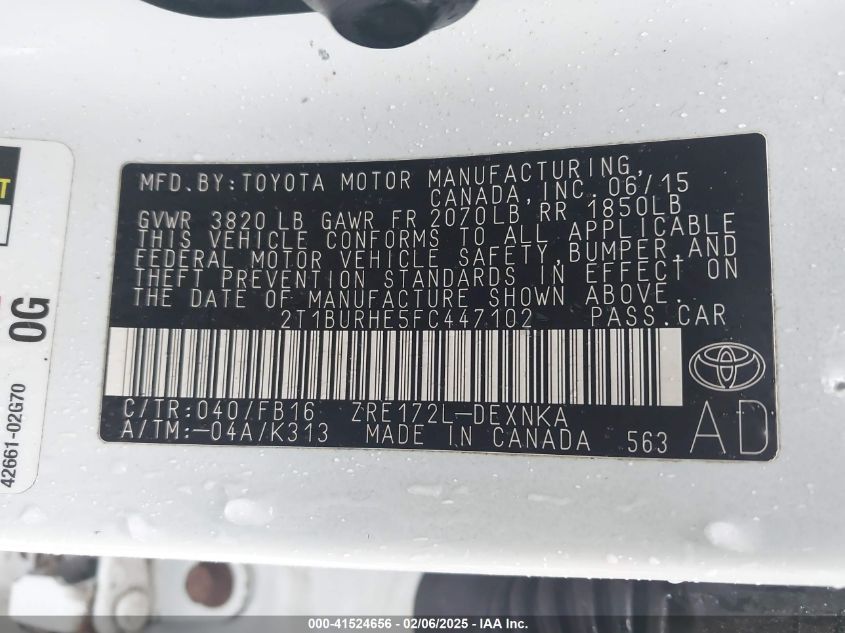 MFD.BY:TOYOTA MOTOR MANUFACTURING,
CANADA,INC. 06/15
GVWR 3820 LB GAWR FR 2070LB RR 1850LB
THIS VEHICLE CONFORMS TO ALL APPLICABLE
FEDERAL MOTOR VEHICLE SAFETY,BUMPER,AND
THEFT PREVENTION STANDARDS IN EFFECT ON
THE DATE OF MANUFACTURE SHOWN ABOVE.
2T1BURHE5FC447102 PASS.CAR
C/TR:040/FB16 ZRE172L-DEXNKA
A/TM:-04A/K313 MADE IN CANADA 563
AD
0G
42661-02G70
000-41524656 - 02/06/2025 - IAA Inc.